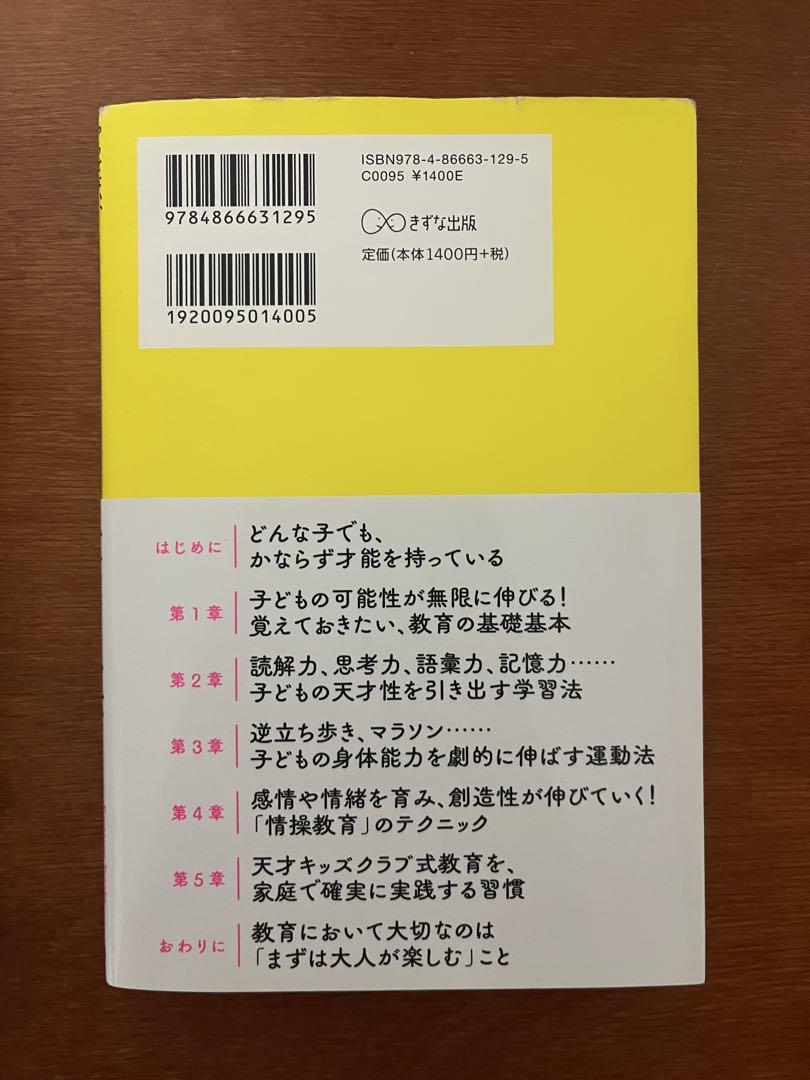 ISBN978-4-86663-129-5
C0095 ¥1400E
9784866631295
きずな出版
定価(本体1400円+税)
1920095014005
はじめに
どんな子でも、
かならず才能を持っている
第1章
子どもの可能性が無限に伸びる!
覚えておきたい、教育の基礎基本
第2章
読解力、思考力、語彙力、記憶力……
子どもの天才性を引き出す学習法
第3章
逆立ち歩き、マラソン……
子どもの身体能力を劇的に伸ばす運動法
第4章
感情や情緒を育み、創造性が伸びていく!
「情操教育」のテクニック
第5章
天才キッズクラブ式教育を、
家庭で確実に実践する習慣
おわりに
教育において大切なのは
「まずは大人が楽しむ」こと